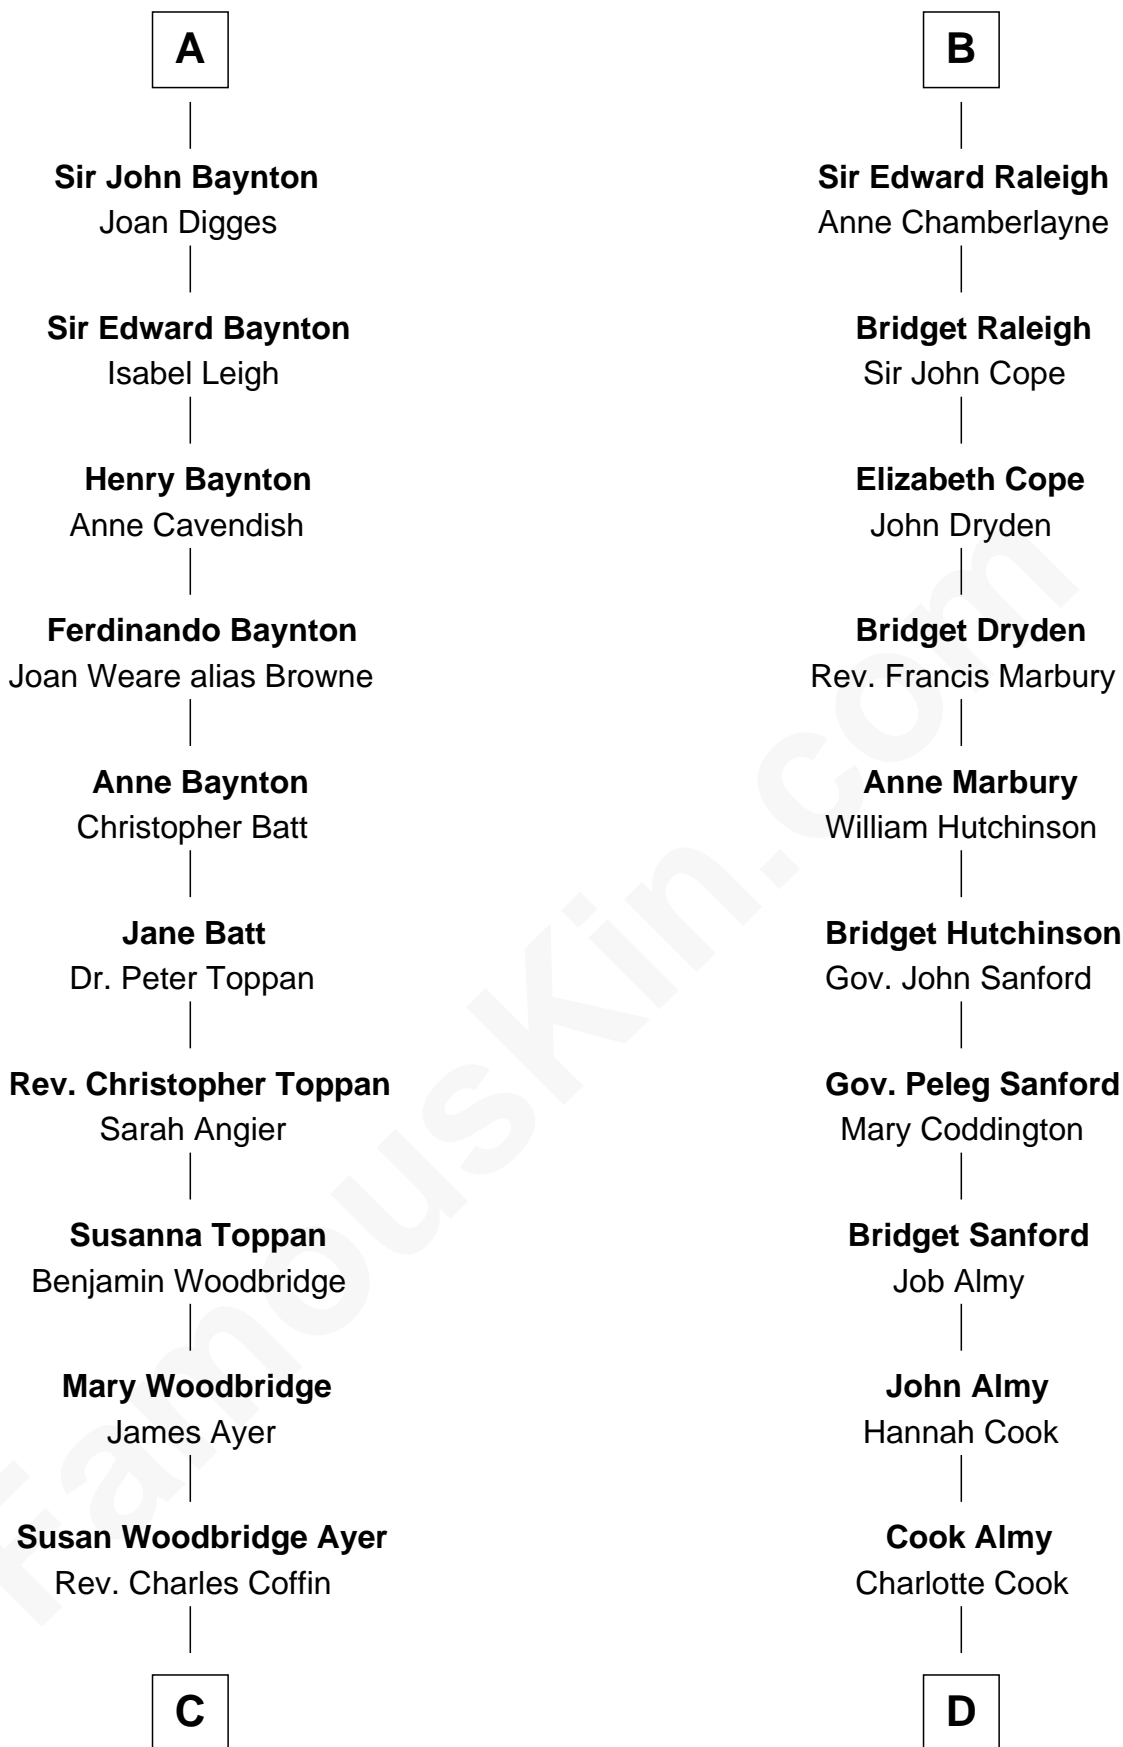 A
Sir John Baynton
Joan Digges
Sir Edward Baynton
Isabel Leigh
Henry Baynton
Anne Cavendish
Ferdinando Baynton
Joan Weare alias Browne
Anne Baynton
Christopher Batt
Jane Batt
Dr. Peter Toppan
Rev. Christopher Toppan
Sarah Angier
Susanna Toppan
Benjamin Woodbridge
Mary Woodbridge
James Ayer
Susan Woodbridge Ayer
Rev. Charles Coffin
C
B
Sir Edward Raleigh
Anne Chamberlayne
Bridget Raleigh
Sir John Cope
Elizabeth Cope
John Dryden
Bridget Dryden
Rev. Francis Marbury
Anne Marbury
William Hutchinson
Bridget Hutchinson
Gov. John Sanford
Gov. Peleg Sanford
Mary Coddington
Bridget Sanford
Job Almy
John Almy
Hannah Cook
Cook Almy
Charlotte Cook
D
FamousKin.com